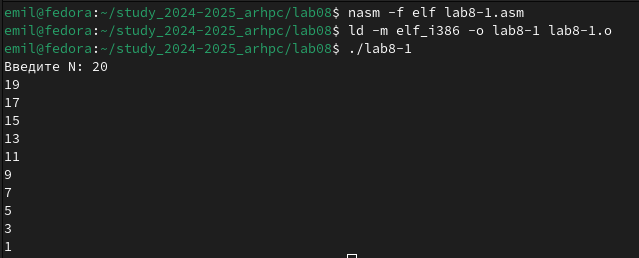 emil@fedora:~/study_2024-2025_arhpc/lab08$ nasm -f elf lab8-1.asm
emil@fedora:~/study_2024-2025_arhpc/lab08$ ld -m elf_i386 -o lab8-1 lab8-1.o
emil@fedora:~/study_2024-2025_arhpc/lab08$ ./lab8-1
Введите N: 20
19
17
15
13
11
9
7
5
3
1